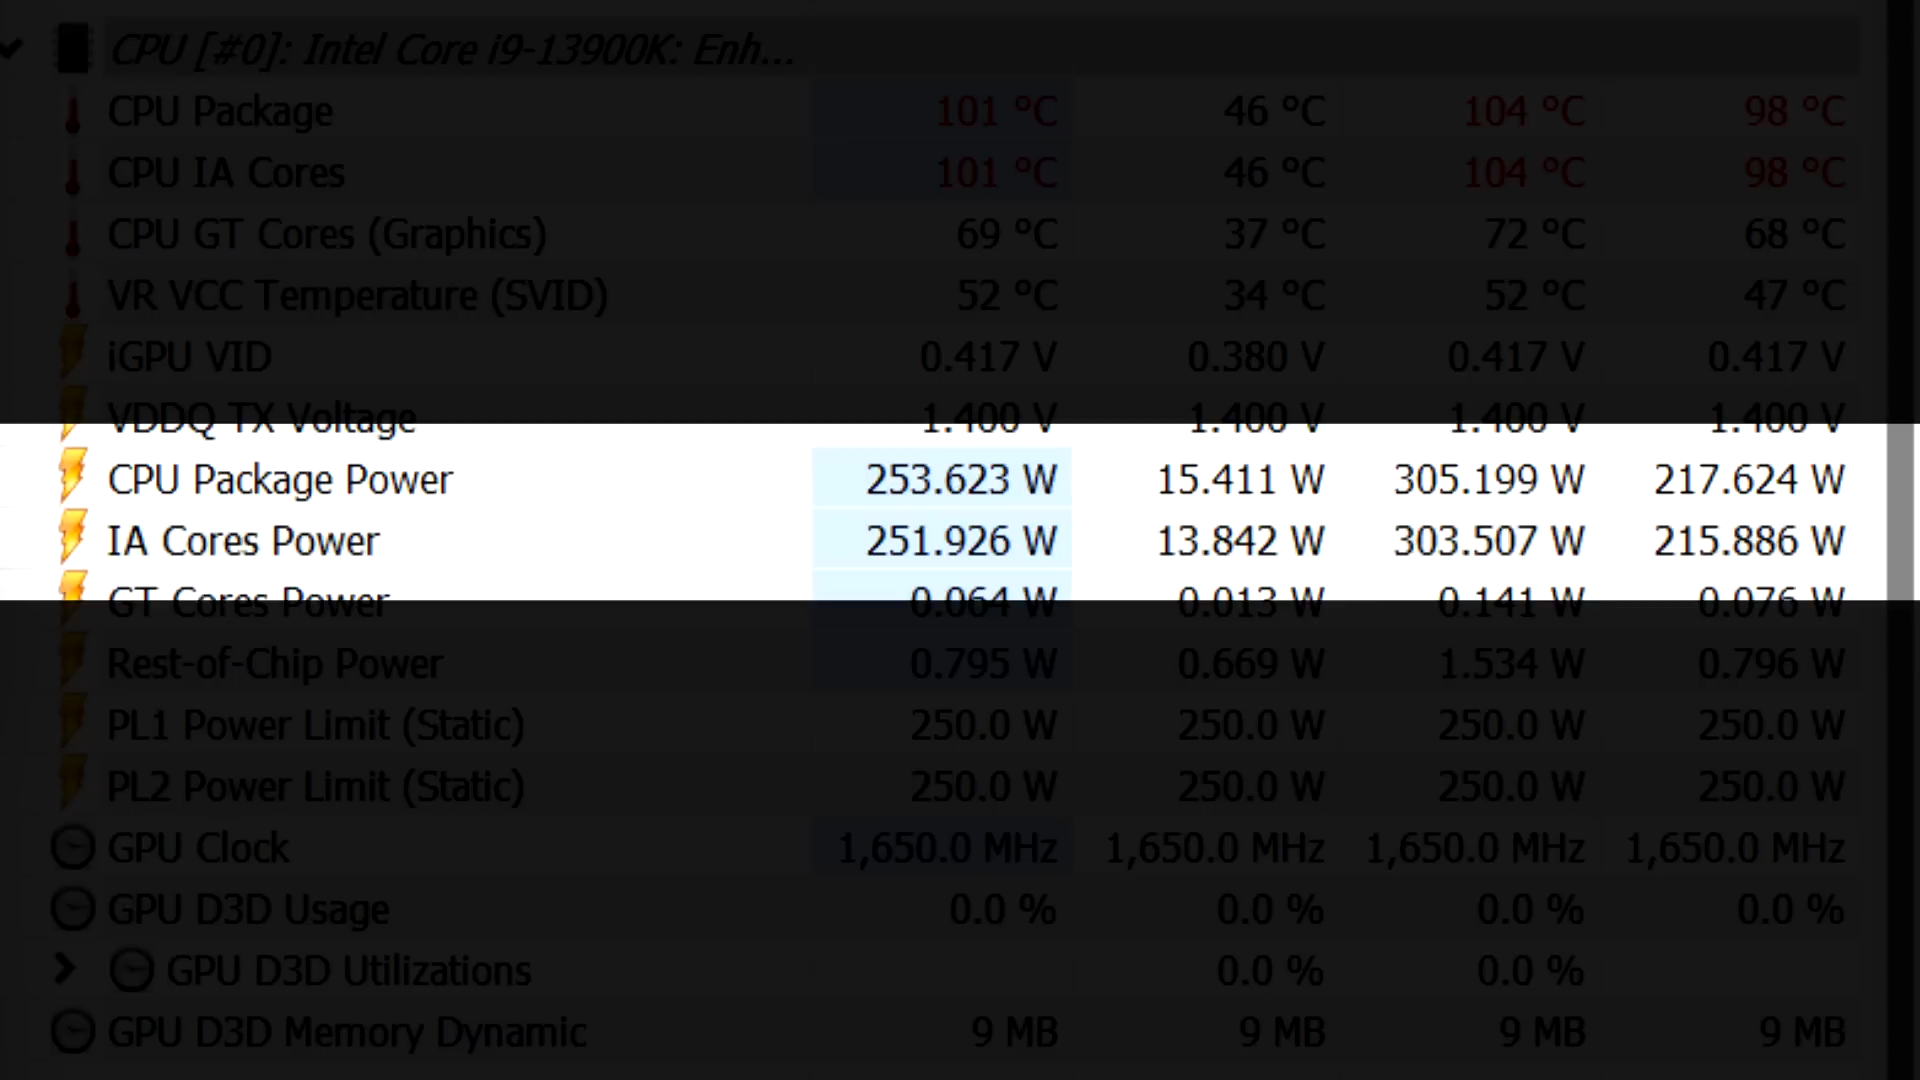 CPU [#0]: Intel Core i9-13900K: Enh...
CPU Package 101 °C 46 °C 104 °C 98 °C
CPU IA Cores 101 °C 46 °C 104 °C 98 °C
CPU GT Cores (Graphics) 69 °C 37 °C 72 °C 68 °C
VR VCC Temperature (SVID) 52 °C 34 °C 52 °C 47 °C
iGPU VID 0.417 V 0.380 V 0.417 V 0.417 V
VDDQ TX Voltage 1.400 V 1.400 V 1.400 V 1.400 V
CPU Package Power 253.623 W 15.411 W 305.199 W 217.624 W
IA Cores Power 251.926 W 13.842 W 303.507 W 215.886 W
GT Cores Power 0.064 W 0.013 W 0.141 W 0.076 W
Rest-of-Chip Power 0.795 W 0.669 W 1.534 W 0.796 W
PL1 Power Limit (Static) 250.0 W 250.0 W 250.0 W 250.0 W
PL2 Power Limit (Static) 250.0 W 250.0 W 250.0 W 250.0 W
GPU Clock 1,650.0 MHz 1,650.0 MHz 1,650.0 MHz 1,650.0 MHz
GPU D3D Usage 0.0 % 0.0 % 0.0 % 0.0 %
GPU D3D Utilizations 0.0 % 0.0 %
GPU D3D Memory Dynamic 9 MB 9 MB 9 MB 9 MB